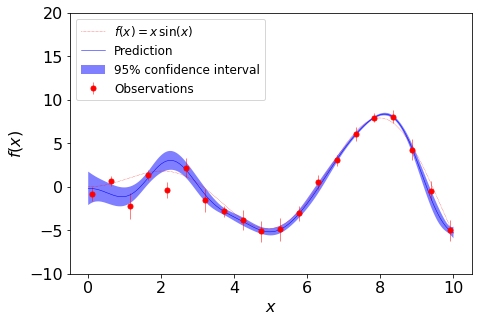 f(x) = x sin(x)
Prediction
95% confidence interval
Observations
20
15
10
5
0
−5
−10
f(x)
0 2 4 6 8 10
x